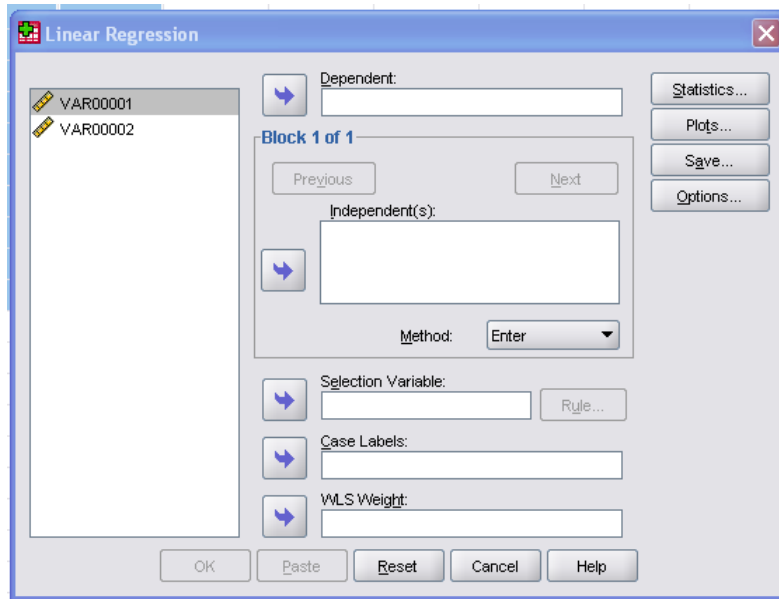 Linear Regression
VAR00001
VAR00002
Dependent:
Block 1 of 1
Previous
Next
Independent(s):
Method:
Enter
Selection Variable:
Rule...
Case Labels:
WLS Weight:
Statistics...
Plots...
Save...
Options...
OK
Paste
Reset
Cancel
Help